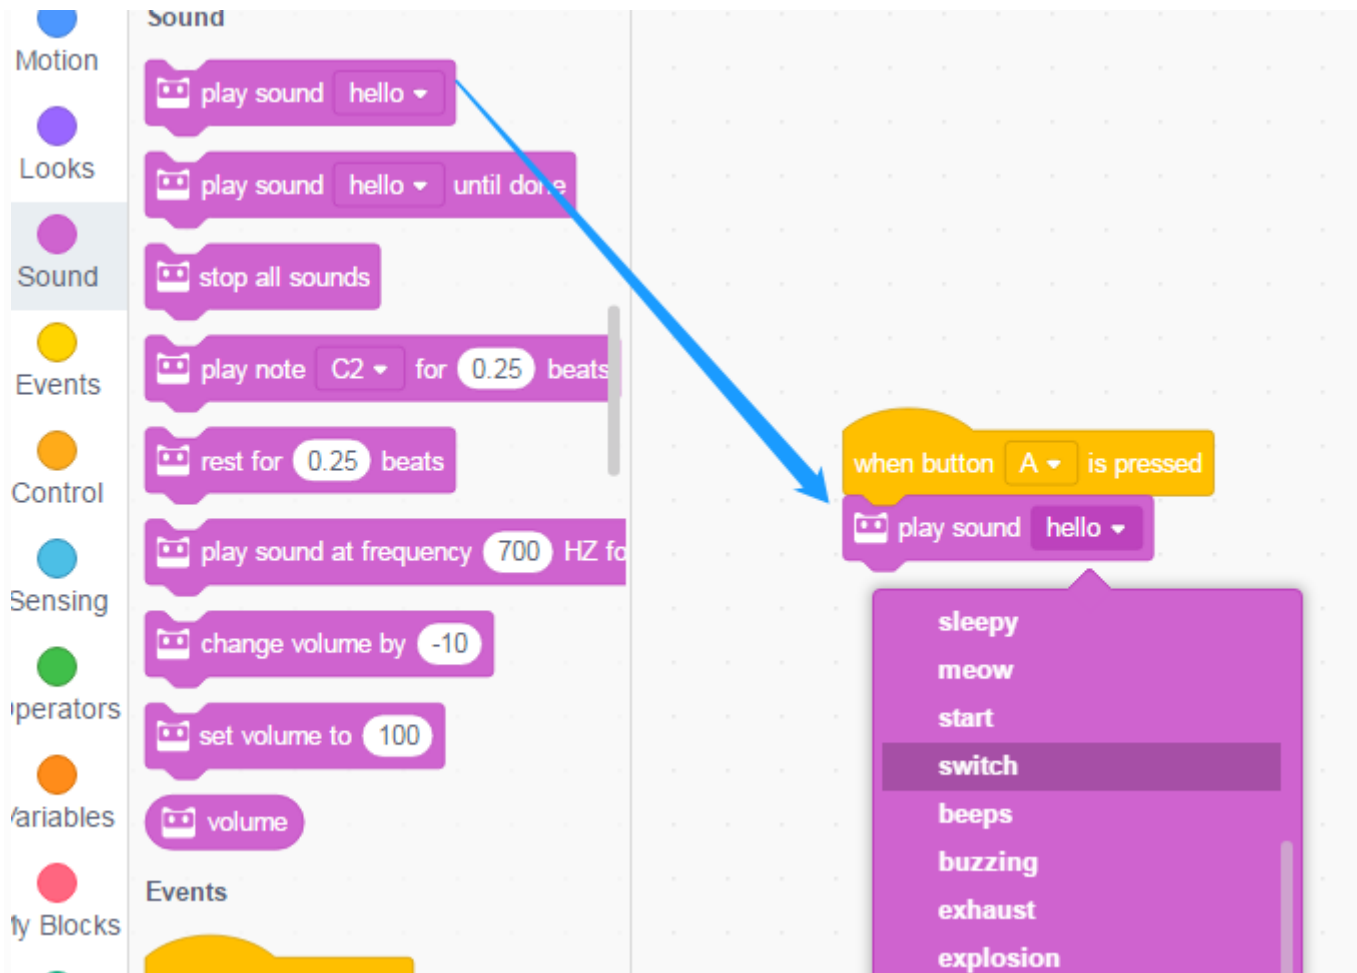 Sound
Motion
Looks
Sound
Events
Control
Sensing
perators
ariables
y Blocks
play sound hello
play sound hello until done
stop all sounds
play note C2 for 0.25 beats
rest for 0.25 beats
play sound at frequency 700 HZ fo
change volume by -10
set volume to 100
volume
Events
when button A is pressed
play sound hello
sleepy
meow
start
switch
beeps
buzzing
exhaust
explosion